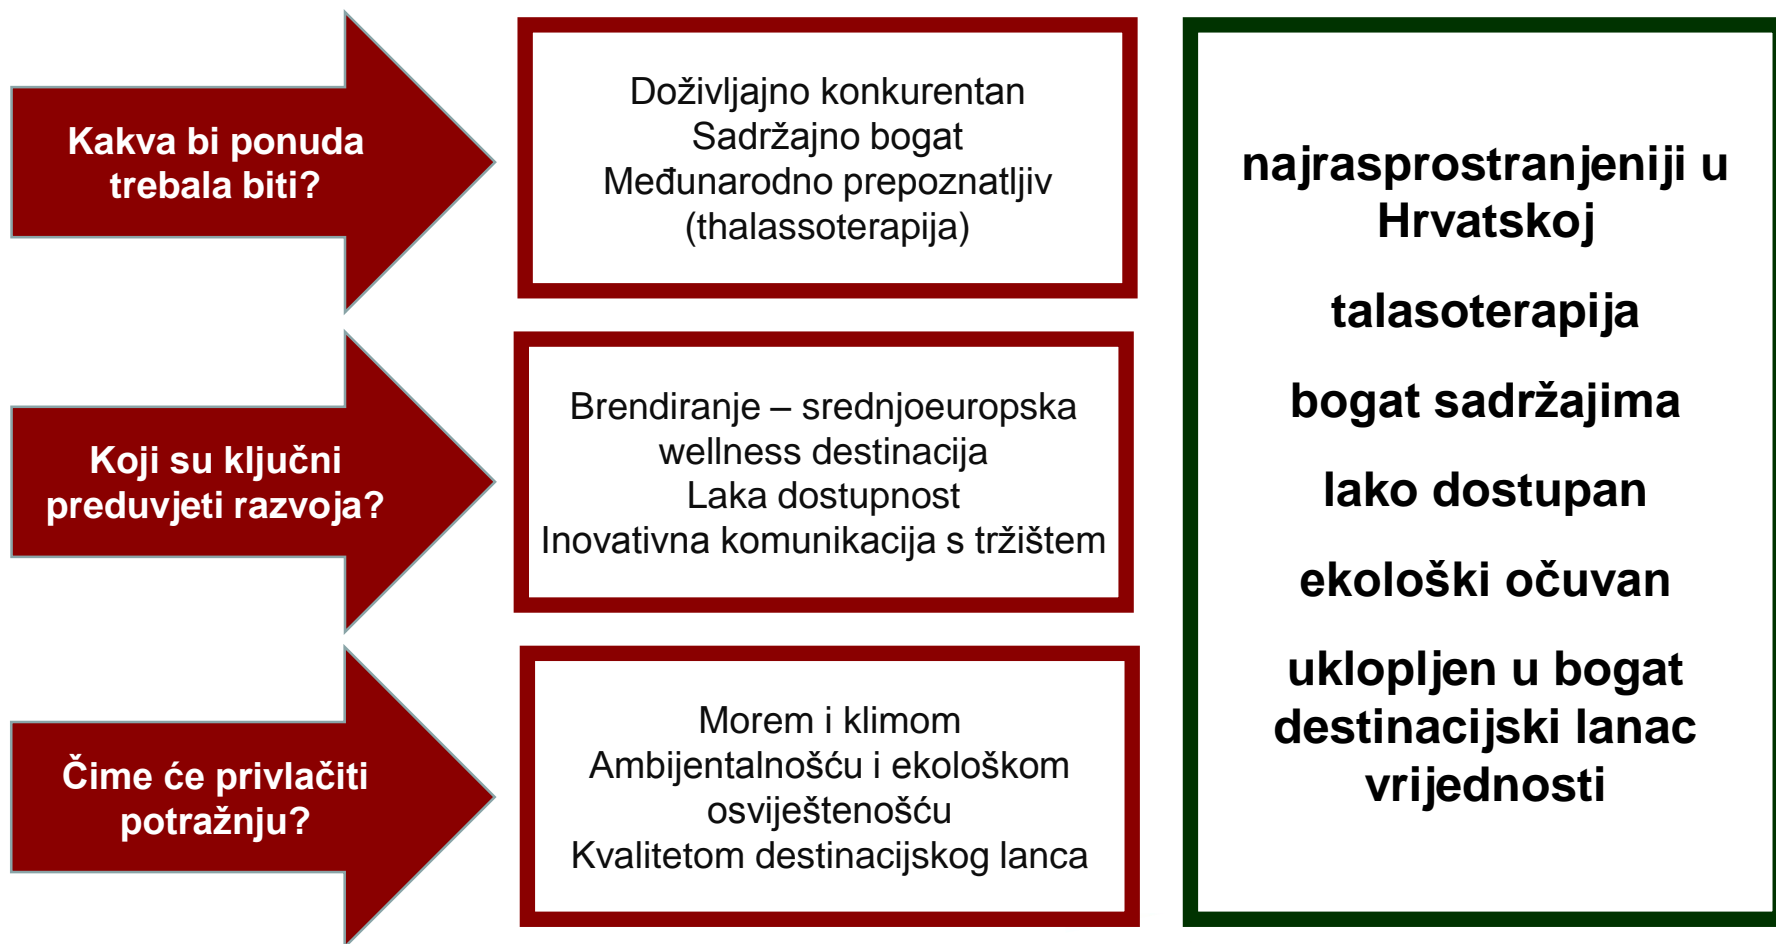 Kakva bi ponuda
trebala biti?
Doživljajno konkurentan
Sadržajno bogat
Međunarodno prepoznatljiv
(thalassoterapija)
Koji su ključni
preduvjeti razvoja?
Brendiranje – srednjoeuropska
wellness destinacija
Laka dostupnost
Inovativna komunikacija s tržištem
Čime će privlačiti
potražnju?
Morem i klimom
Ambijentalnošću i ekološkom
osviještenošću
Kvalitetom destinacijskog lanca
najrasprostranjeniji u
Hrvatskoj
talasoterapija
bogat sadržajima
lako dostupan
ekološki očuvan
uklopljen u bogat
destinacijski lanac
vrijednosti